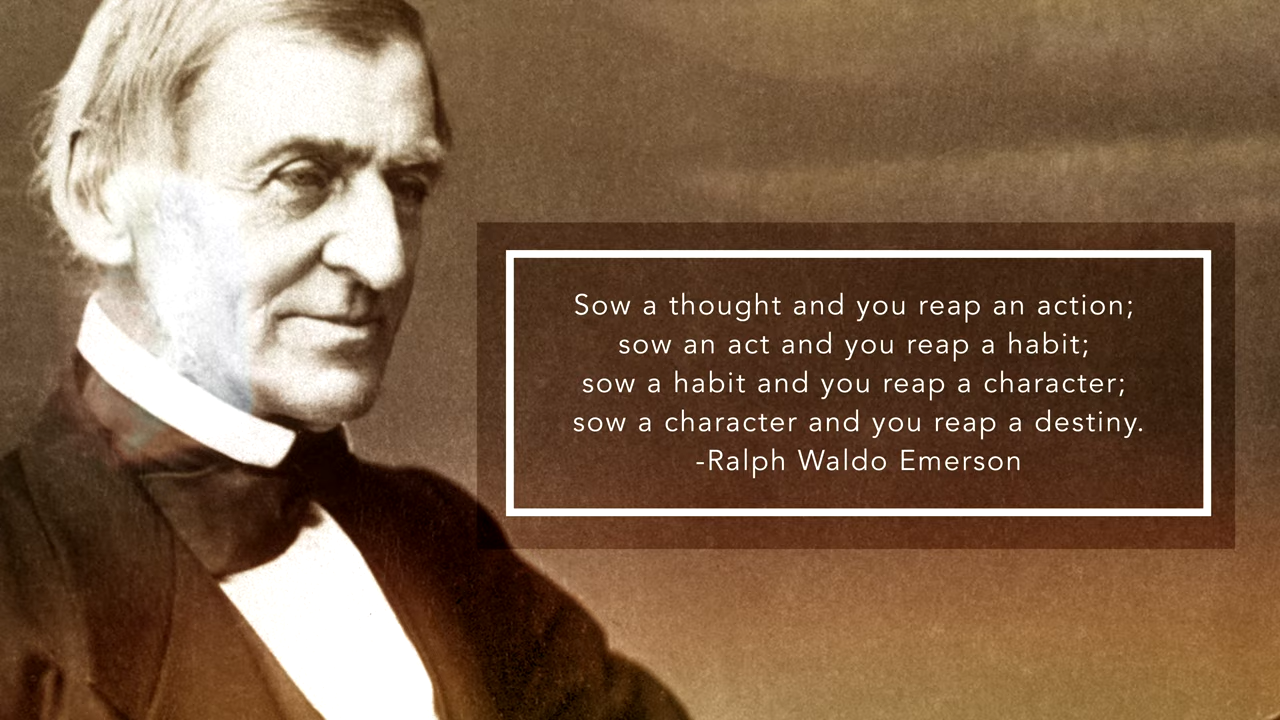 Sow a thought and you reap an action;
sow an act and you reap a habit;
sow a habit and you reap a character;
sow a character and you reap a destiny.
-Ralph Waldo Emerson